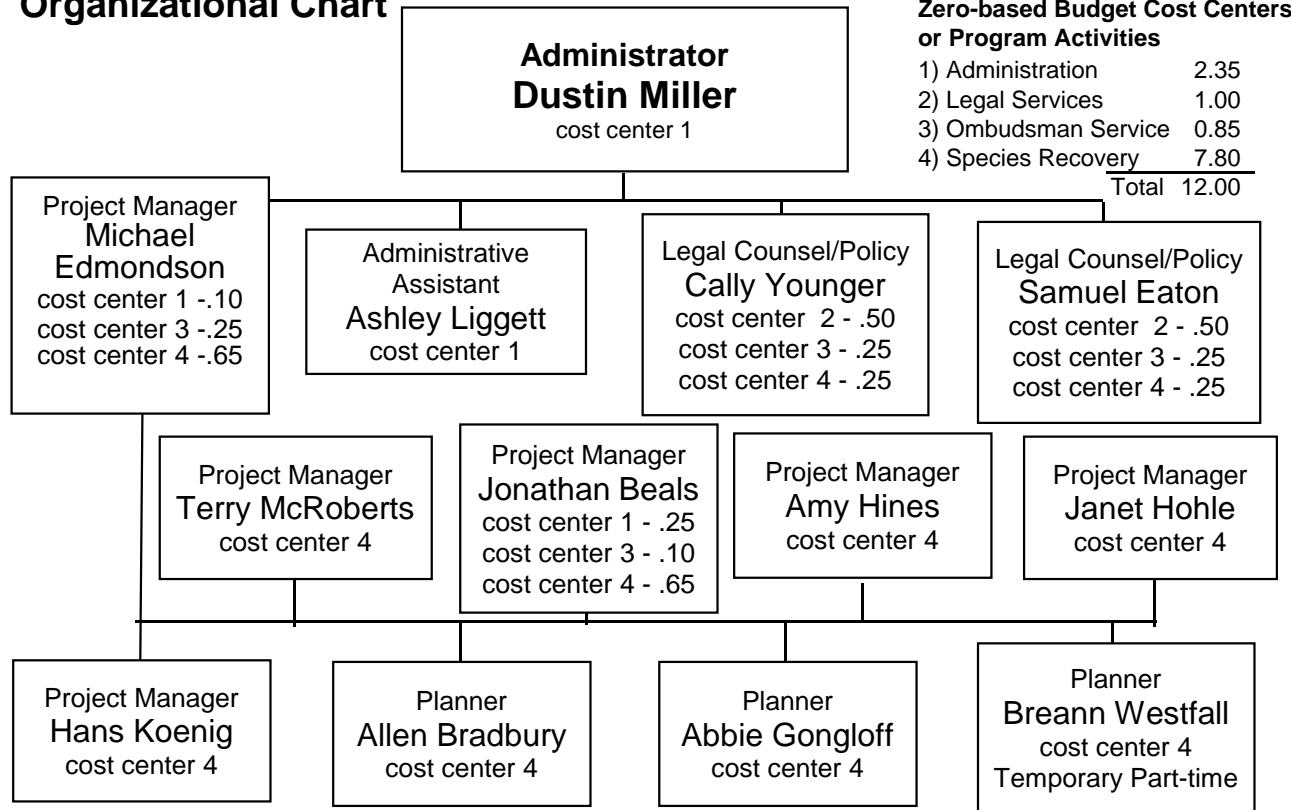 Organizational Chart
Administrator
Dustin Miller
cost center 1
Zero-based Budget Cost Centers
or Program Activities
1) Administration 2.35
2) Legal Services 1.00
3) Ombudsman Service 0.85
4) Species Recovery 7.80
Total 12.00
Project Manager
Michael
Edmondson
cost center 1 -.10
cost center 3 -.25
cost center 4 -.65
Administrative
Assistant
Ashley Liggett
cost center 1
Legal Counsel/Policy
Cally Younger
cost center 2 - .50
cost center 3 - .25
cost center 4 - .25
Legal Counsel/Policy
Samuel Eaton
cost center 2 - .50
cost center 3 - .25
cost center 4 - .25
Project Manager
Terry McRoberts
cost center 4
Project Manager
Jonathan Beals
cost center 1 - .25
cost center 3 - .10
cost center 4 - .65
Project Manager
Amy Hines
cost center 4
Project Manager
Janet Hohle
cost center 4
Project Manager
Hans Koenig
cost center 4
Planner
Allen Bradbury
cost center 4
Planner
Abbie Gongloff
cost center 4
Planner
Breann Westfall
cost center 4
Temporary Part-time